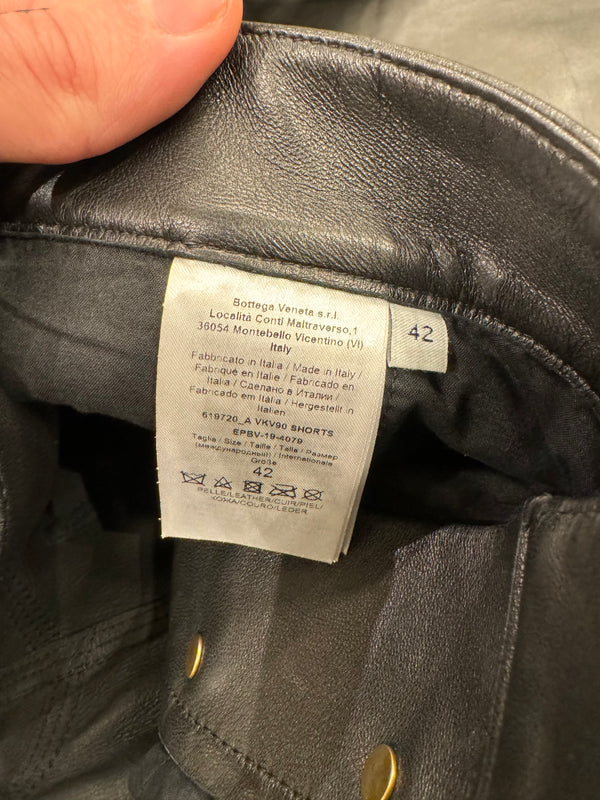 Bottega Veneta s.r.l.
Località Conti Maltraverso,1
36054 Montebello Vicentino (VI)
Italy
Fabbricato in Italia / Made in Italy /
Fabriqué en Italie / Fabricado en
Italia / Сделано в Италии /
Fabricado em Itália / Hergestellt in
Italien
619720_A VKV90 SHORTS
EPBV-19-4079
Taglia / Size / Taille / Talla / Размер
(международный) / Internationale
Größe
42
PELLE/LEATHER/CUIR/PIEL/
КОЖА/COURO/LEDER
42